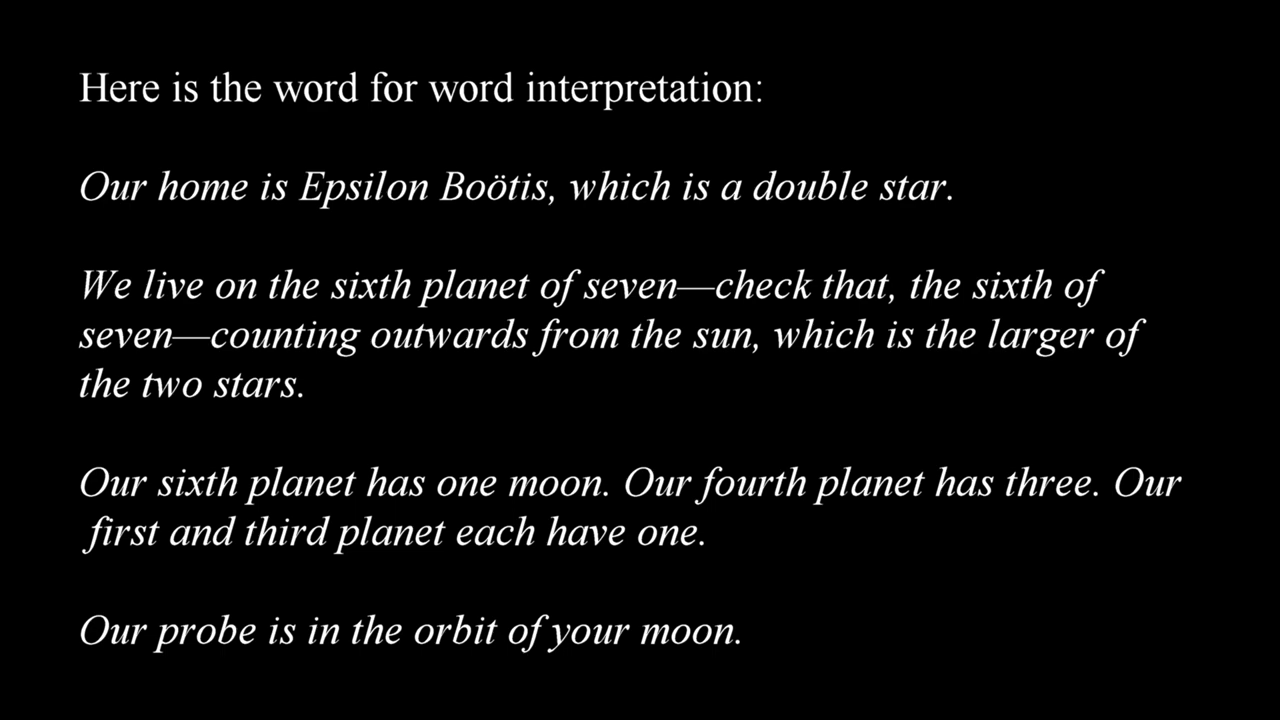 Here is the word for word interpretation:
Our home is Epsilon Boötis, which is a double star.
We live on the sixth planet of seven—check that, the sixth of
seven—counting outwards from the sun, which is the larger of
the two stars.
Our sixth planet has one moon. Our fourth planet has three. Our
first and third planet each have one.
Our probe is in the orbit of your moon.